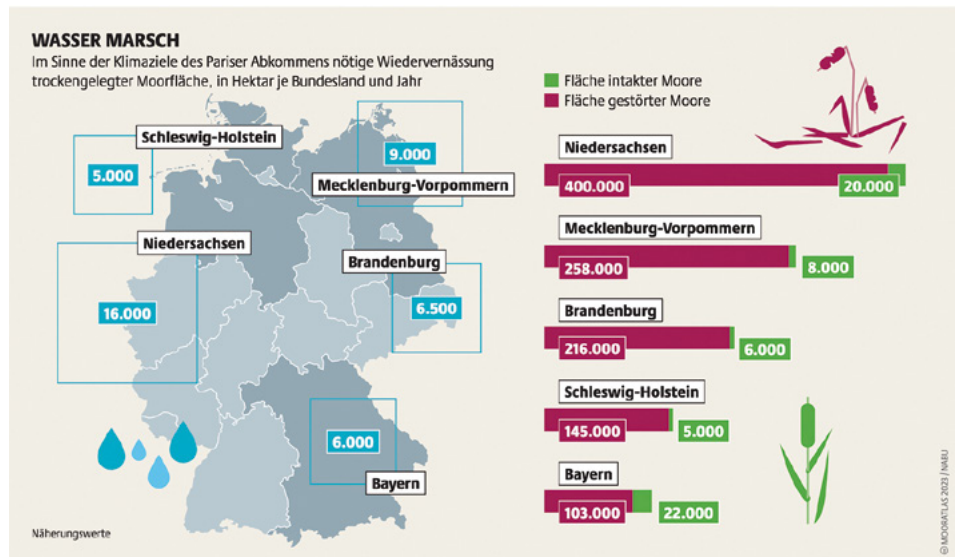 WASSER MARSCH
Im Sinne der Klimaziele des Pariser Abkommens nötige Wiedervernässung
trockengelegter Moorfläche, in Hektar je Bundesland und Jahr
Schleswig-Holstein
5.000
9.000
Mecklenburg-Vorpommern
Niedersachsen
16.000
Brandenburg
6.500
6.000
Bayern
Näherungswerte
Fläche intakter Moore
Fläche gestörter Moore
Niedersachsen
400.000
20.000
Mecklenburg-Vorpommern
258.000
8.000
Brandenburg
216.000
6.000
Schleswig-Holstein
145.000
5.000
Bayern
103.000
22.000
© MOORATLAS 2023 / NABU